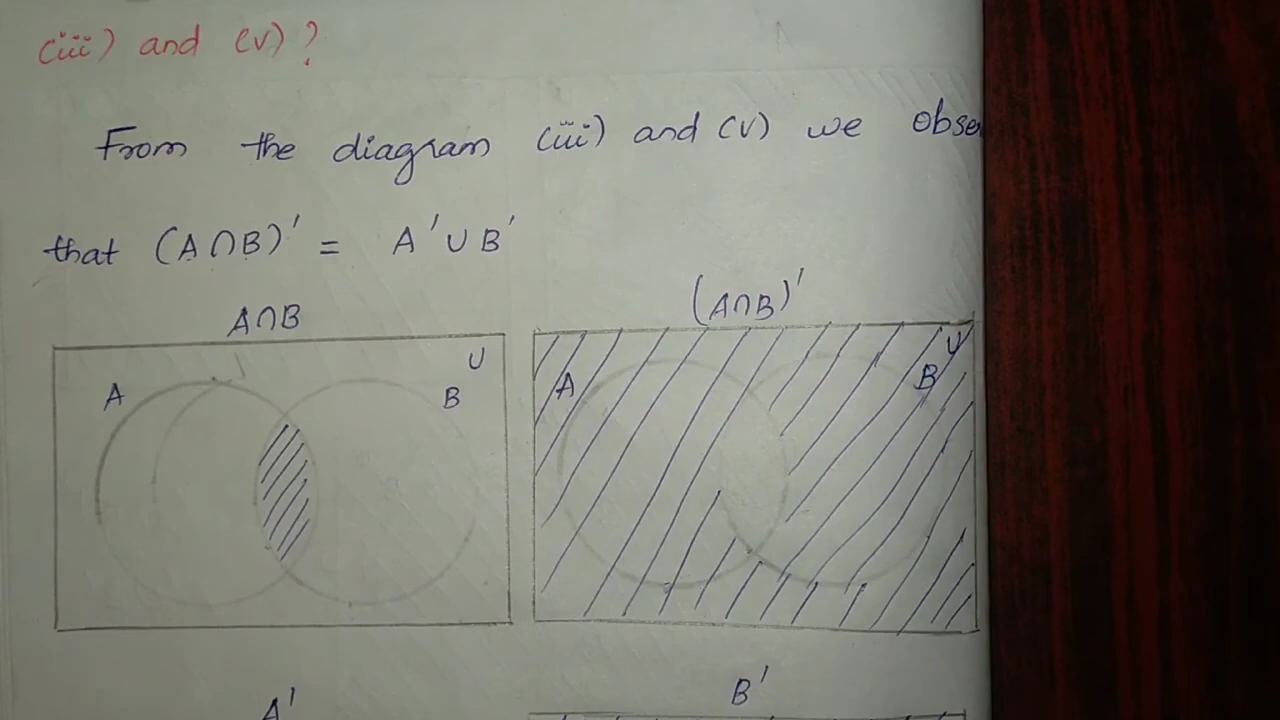 (iii) and (v)?
From the diagram (iii) and (v) we obse
that (A∩B)' = A'∪B'
A∩B
(A∩B)'
A
U
B
A
U
B
A'
B'